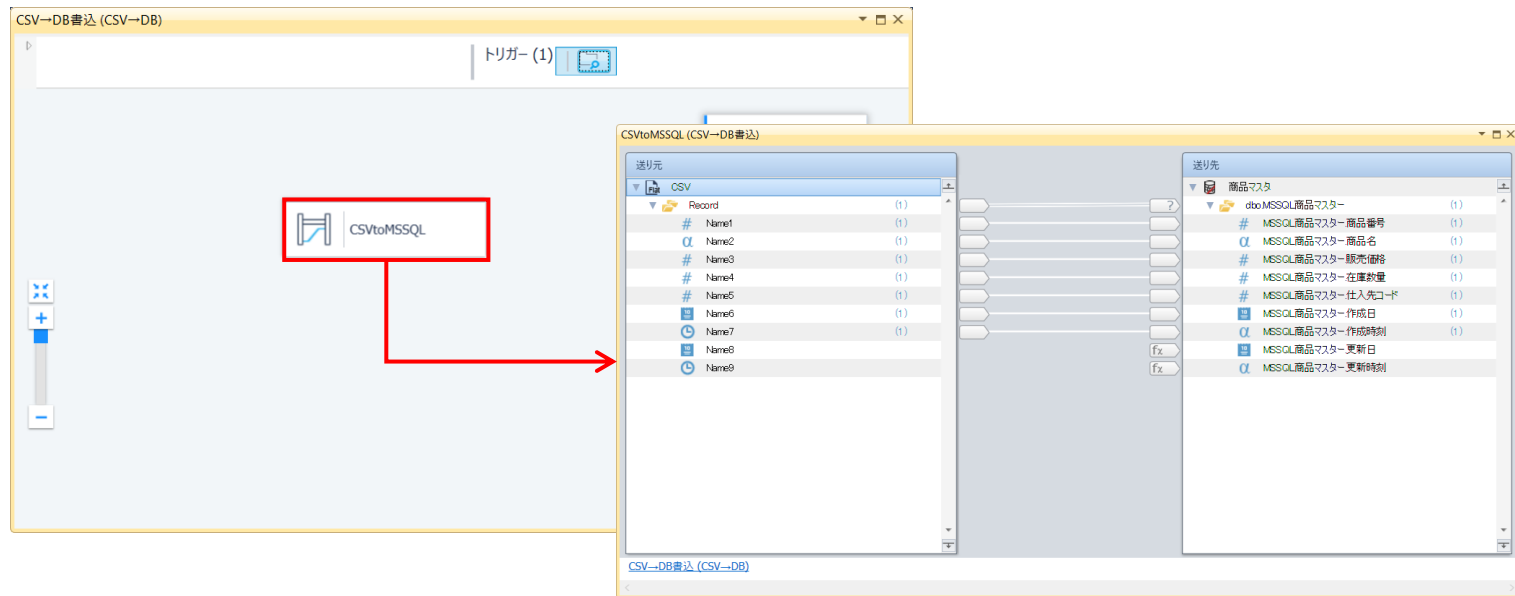 CSV→DB書込 (CSV→DB)
トリガー (1)
CSVtoMSSQL
CSVtoMSSQL (CSV→DB書込)
送り元
送り先
Flat CSV
商品マスタ
Record (1)
? dbo.MSSQL商品マスター (1)
# Name1 (1)
# MSSQL商品マスター.商品番号 (1)
α Name2 (1)
α MSSQL商品マスター.商品名 (1)
# Name3 (1)
# MSSQL商品マスター.販売価格 (1)
# Name4 (1)
# MSSQL商品マスター.在庫数量 (1)
# Name5 (1)
# MSSQL商品マスター.仕入先コード (1)
Name6 (1)
MSSQL商品マスター.作成日 (1)
Name7 (1)
α MSSQL商品マスター.作成時刻 (1)
Name8
fx MSSQL商品マスター.更新日
Name9
fx α MSSQL商品マスター.更新時刻
CSV→DB書込 (CSV→DB)